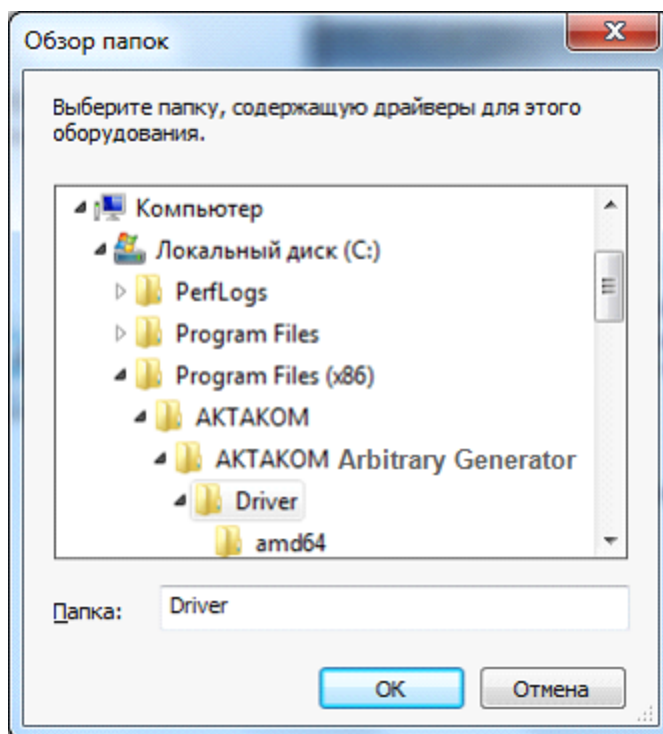 Обзор папок
Выберите папку, содержащую драйверы для этого
оборудования.
Компьютер
Локальный диск (C:)
PerfLogs
Program Files
Program Files (x86)
AKTAKOM
AKTAKOM Arbitrary Generator
Driver
amd64
Папка: Driver
ОК Отмена